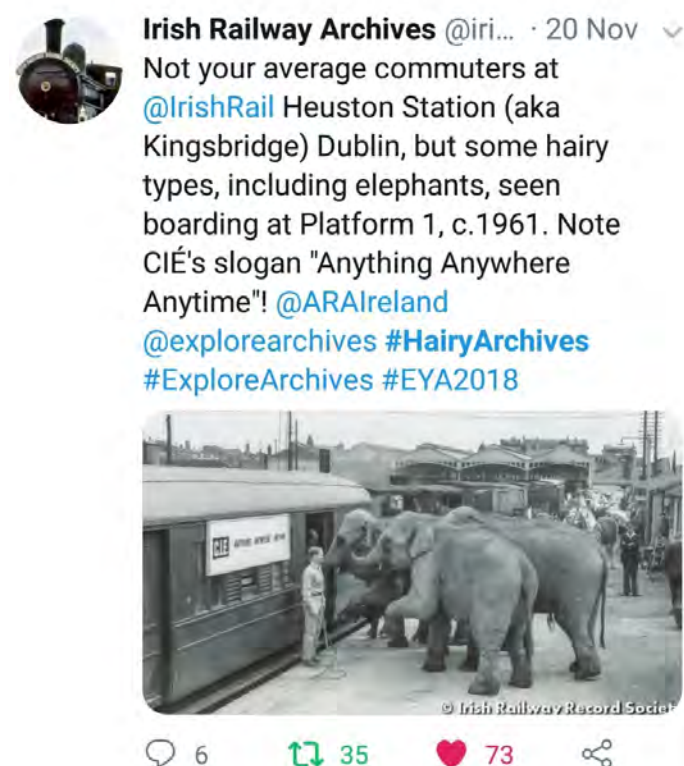 Irish Railway Archives @iri... · 20 Nov
Not your average commuters at
@IrishRail Heuston Station (aka
Kingsbridge) Dublin, but some hairy
types, including elephants, seen
boarding at Platform 1, c.1961. Note
CIÉ's slogan "Anything Anywhere
Anytime"! @ARAIreland
@explorearchives #HairyArchives
#ExploreArchives #EYA2018
CIE
© Irish Railway Record Societ
6 35 73